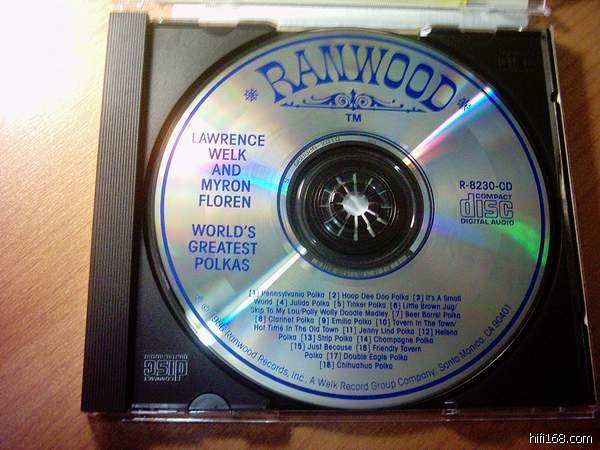 RANWOOD
TM
LAWRENCE
WELK
AND
MYRON
FLOREN
WORLD'S
GREATEST
POLKAS
R-8230-CD
COMPACT
disc
DIGITAL AUDIO
[1] Pennsylvania Polka [2] Hoop Dee Doo Polka [3] It's A Small
World [4] Julida Polka [5] Tinker Polka [6] Little Brown Jug/
Skip To My Lou/Polly Wolly Doodle Medley [7] Beer Barrel Polka
[8] Clarinet Polka [9] Emilia Polka [10] Tavern In The Town/
Hot Time In The Old Town [11] Jenny Lind Polka [12] Helena
Polka [13] Strip Polka [14] Champagne Polka
[15] Just Because [16] Friendly Tavern
Polka [17] Double Eagle Polka
[18] Chihuahua Polka
Ranwood Records, Inc., A Welk Record Group Company, Santa Monica, CA 90401
COMPACT
disc
DIGITAL AUDIO
hifi168.com